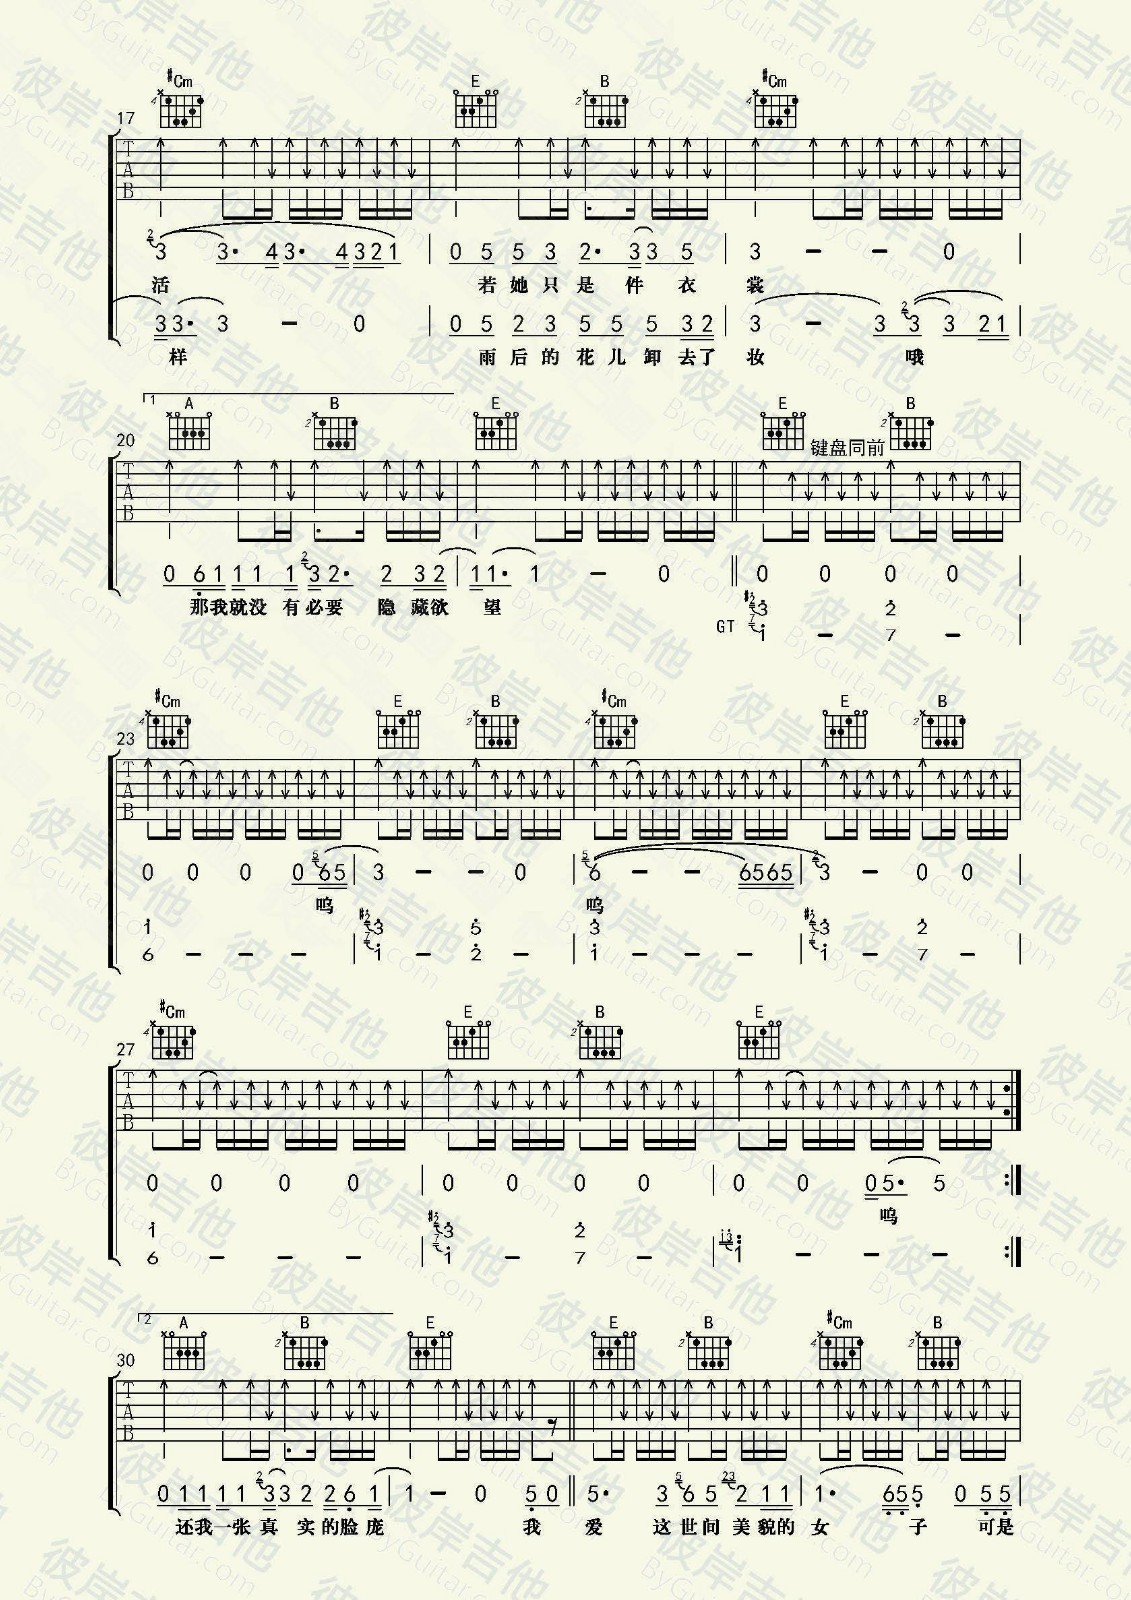 #Cm E B #Cm
17
3 3· 4 3· 4 3 2 1 | 0 5 5 3 2· 3 3 5 | 3 - - 0 |
活 若她只是件衣裳
3 3· 3 - 0 | 0 5 2 3 5 5 5 3 2 | 3 - 3 3 3 2 1 |
样 雨后的花儿卸去了妆 哦
1 A B E E B
键盘同前
20
0 6 1 1 1 1 3 2· 2 3 2 | 1 1· 1 - 0 || 0 0 0 0
那我就没有必要 隐藏欲望
3 2
GT 1 - 7 - |
#Cm E B #Cm E B
23
0 0 0 0 6 5 | 3 - - 0 | 6 - - 6 5 6 5 | 3 - 0 0 |
呜 呜
1 3 5 3 3 2
6 - - - | 1 - 2 - | 1 - - - | 1 - 7 - |
#Cm E B E
27
0 0 0 0 | 0 0 0 0 | 0 0 0 5· 5 :|
呜
1 3 2
6 - - - | 1 - 7 - | 1 - - - :|
2 A B E E B #Cm B
30
0 1 1 1 1 3 3 2 2 6 1 | 1 - 0 5 0 || 5· 3 6 5 2 1 1 | 1· 6 5 5 0 5 5 |
还我一张真实的脸庞 我爱这世间美貌的女子 可是
彼岸吉他
ByGuitar.com